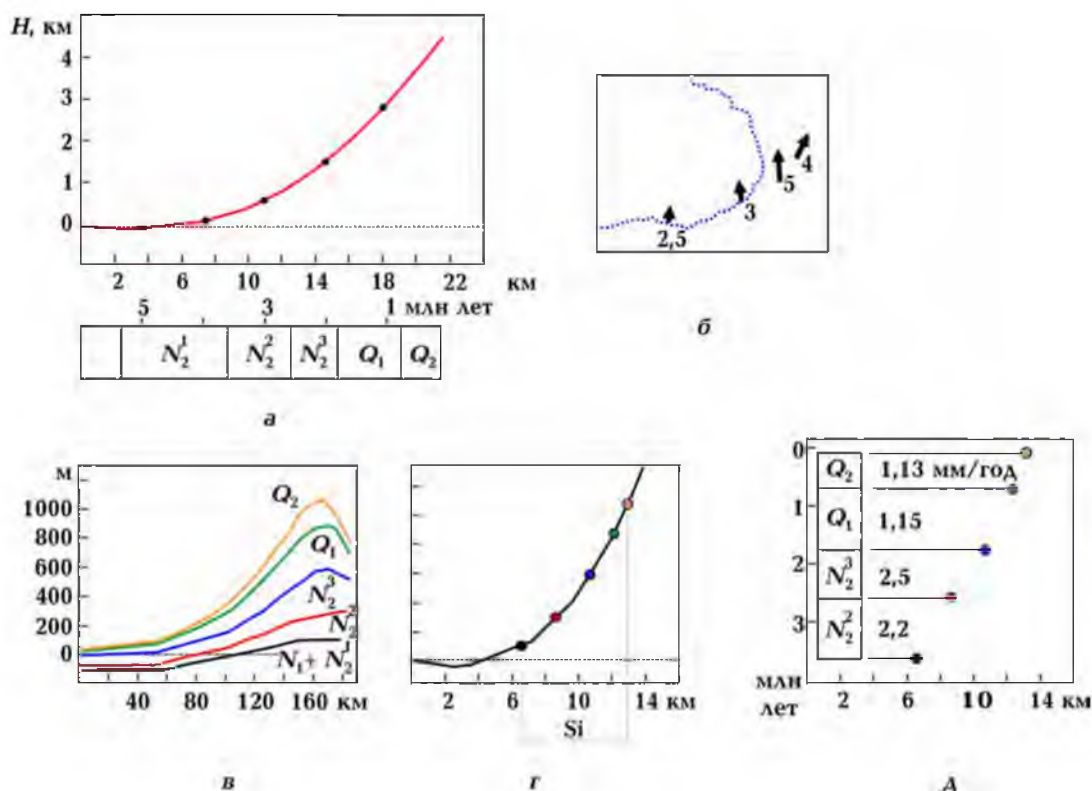 H, км
4
3
2
1
0
2 6 10 14 18 22 км
5 3 1 млн лет
N₂¹ N₂² N₂³ Q₁ Q₂
а
4
5
3
2,5
б
м
1000
800
600
400
200
0
Q₂
Q₁
N₂³
N₂²
N₁+ N₂¹
40 80 120 160 км
в
2 6 10 14 км
Si
г
0
1
2
3
Q₂ 1,13 мм/год
Q₁ 1,15
N₂³ 2,5
N₂² 2,2
млн
лет
2 6 10 14 км
д